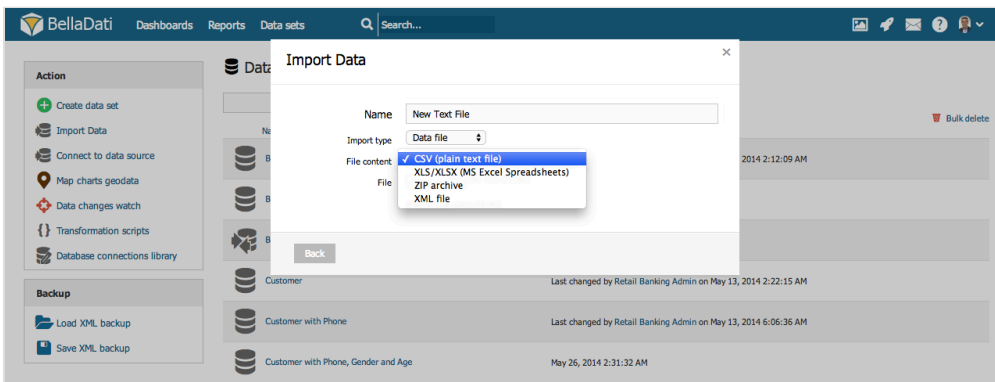 BellaDati Dashboards Reports Data sets Search...
Action
Create data set
Import Data
Connect to data source
Map charts geodata
Data changes watch
Transformation scripts
Database connections library
Backup
Load XML backup
Save XML backup
Data
Bulk delete
Na
B 2014 2:12:09 AM
B
B
Customer Last changed by Retail Banking Admin on May 13, 2014 2:22:15 AM
Customer with Phone Last changed by Retail Banking Admin on May 13, 2014 6:06:36 AM
Customer with Phone, Gender and Age May 26, 2014 2:31:32 AM
Import Data ×
Name New Text File
Import type Data file
File content ✓ CSV (plain text file)
XLS/XLSX (MS Excel Spreadsheets)
File ZIP archive
XML file
Back